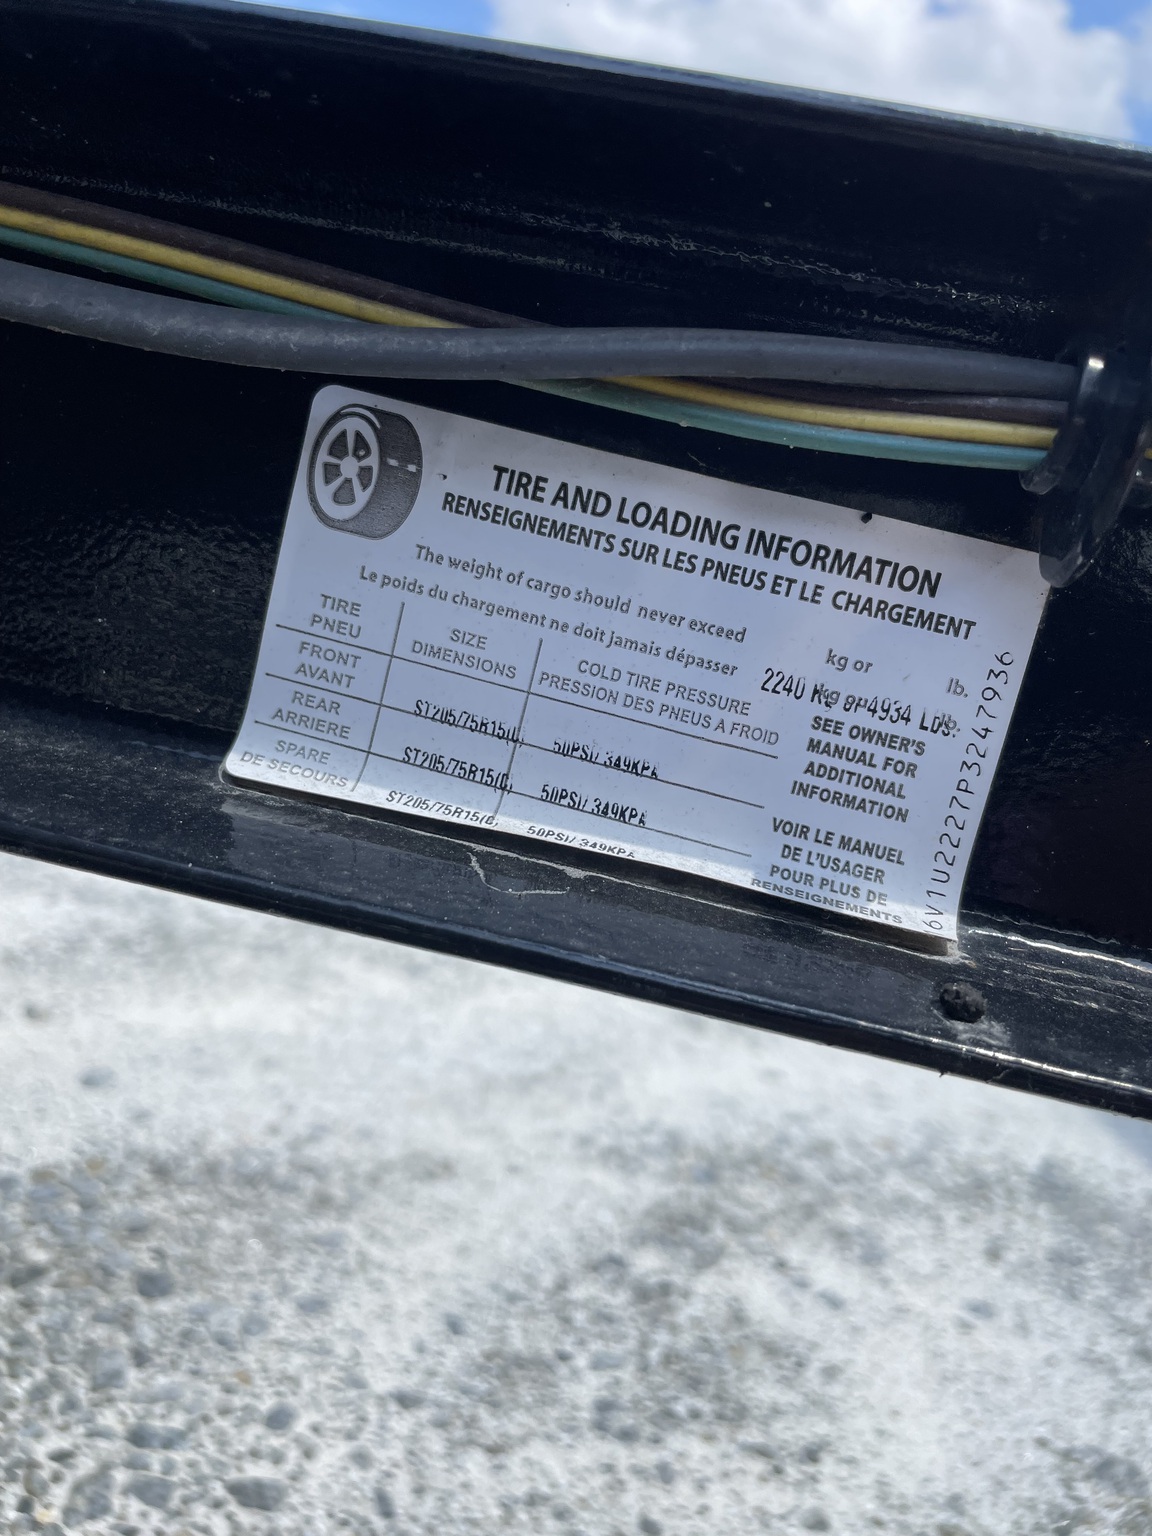 TIRE AND LOADING INFORMATION
RENSEIGNEMENTS SUR LES PNEUS ET LE CHARGEMENT
The weight of cargo should never exceed kg or lb.
Le poids du chargement ne doit jamais dépasser 2240 Kg or 4934 Lbs.
TIRE
PNEU
SIZE
DIMENSIONS
COLD TIRE PRESSURE
PRESSION DES PNEUS A FROID
FRONT
AVANT
ST205/75R15(C)
50PSI/ 349KPA
REAR
ARRIERE
ST205/75R15(C)
50PSI/ 349KPA
SPARE
DE SECOURS
ST205/75R15(C)
50PSI/ 349KPA
SEE OWNER'S
MANUAL FOR
ADDITIONAL
INFORMATION
VOIR LE MANUEL
DE L'USAGER
POUR PLUS DE
RENSEIGNEMENTS
6V1U2227P3247936